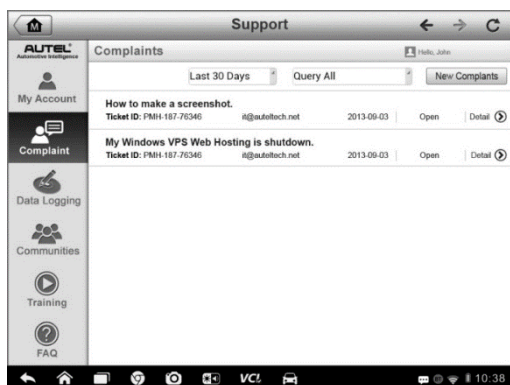 M
Support
AUTEL
Automotive Intelligence
Complaints
Hello, John
Last 30 Days
Query All
New Complants
My Account
Complaint
Data Logging
Communities
Training
FAQ
How to make a screenshot.
Ticket ID: PMH-187-76346 it@auteltech.net 2013-09-03 Open Detail
My Windows VPS Web Hosting is shutdown.
Ticket ID: PMH-187-76346 it@auteltech.net 2013-09-03 Open Detail
VCI
10:38